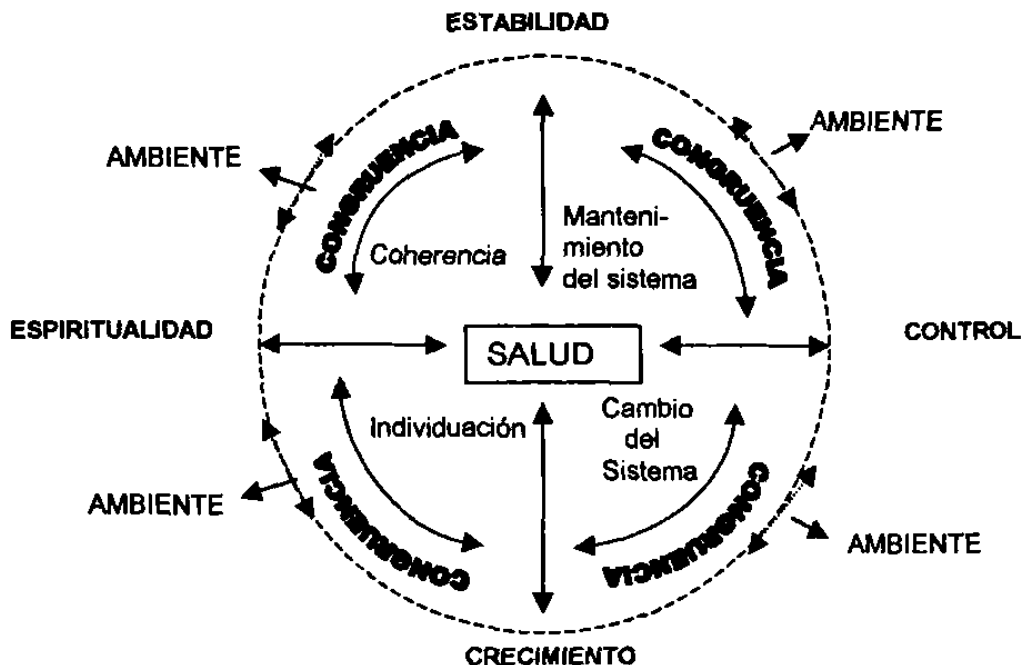 ESTABILIDAD
AMBIENTE
AMBIENTE
CONGRUENCIA
CONGRUENCIA
Coherencia
Manteni-
miento
del sistema
ESPIRITUALIDAD
SALUD
CONTROL
Individuación
Cambio
del
Sistema
CONGRUENCIA
CONGRUENCIA
AMBIENTE
AMBIENTE
CRECIMIENTO